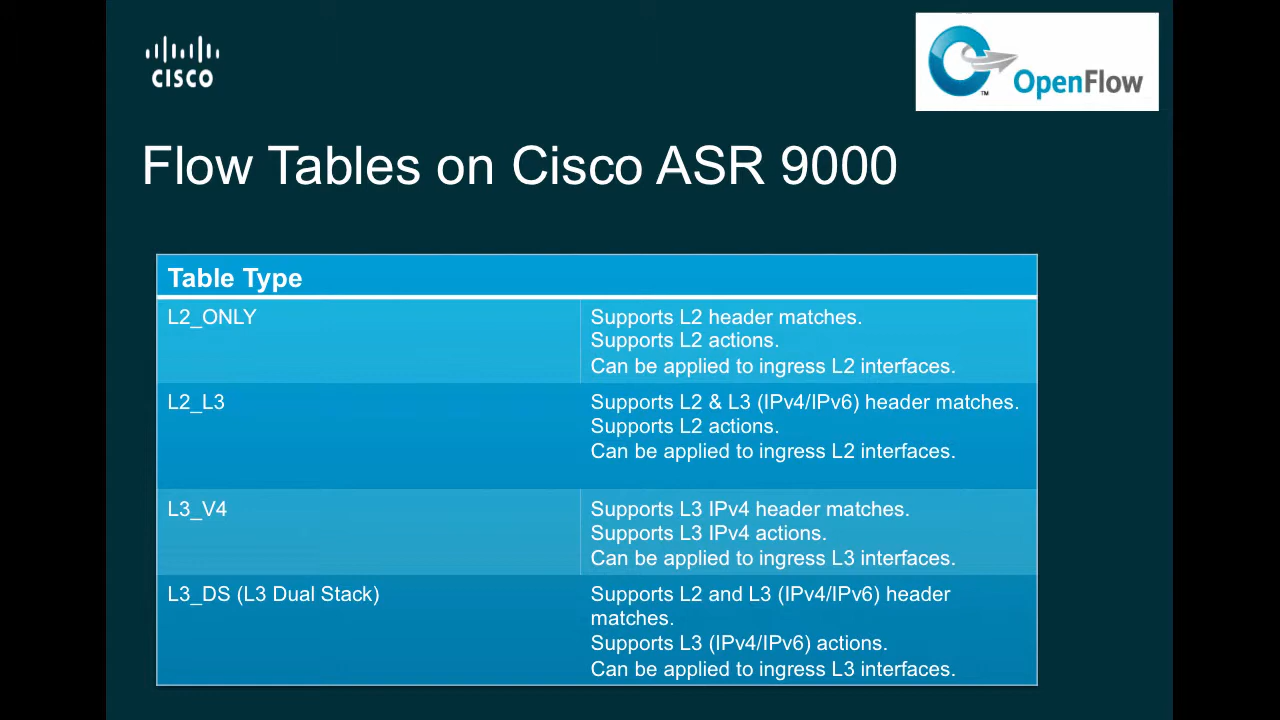 CISCO
OpenFlow
TM
Flow Tables on Cisco ASR 9000
Table Type
L2_ONLY
Supports L2 header matches.
Supports L2 actions.
Can be applied to ingress L2 interfaces.
L2_L3
Supports L2 & L3 (IPv4/IPv6) header matches.
Supports L2 actions.
Can be applied to ingress L2 interfaces.
L3_V4
Supports L3 IPv4 header matches.
Supports L3 IPv4 actions.
Can be applied to ingress L3 interfaces.
L3_DS (L3 Dual Stack)
Supports L2 and L3 (IPv4/IPv6) header
matches.
Supports L3 (IPv4/IPv6) actions.
Can be applied to ingress L3 interfaces.